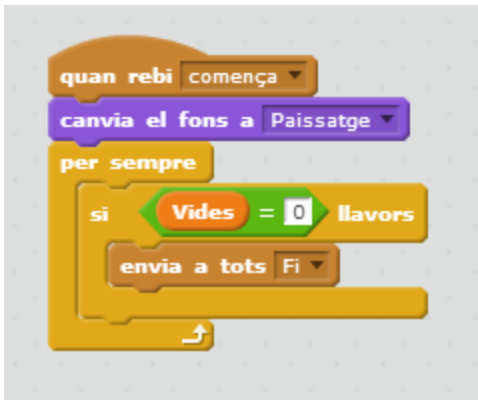 quan rebi comença
canvia el fons a Paissatge
per sempre
si Vides = 0 llavors
envia a tots Fi